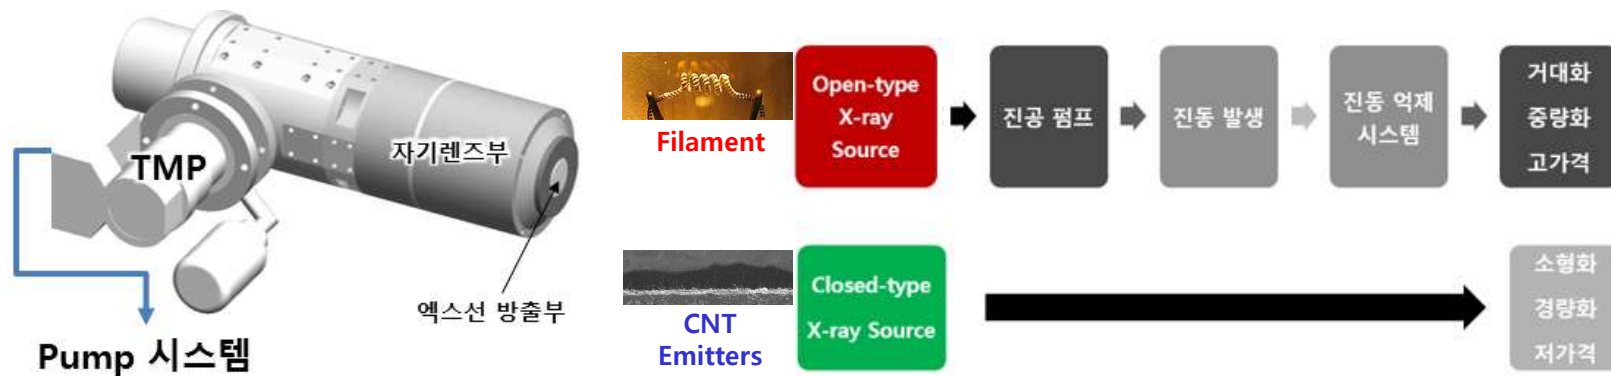 TMP
자기렌즈부
엑스선 방출부
Pump 시스템
Filament
Open-type
X-ray
Source
진공 펌프
진동 발생
진동 억제
시스템
거대화
중량화
고가격
CNT
Emitters
Closed-type
X-ray Source
소형화
경량화
저가격